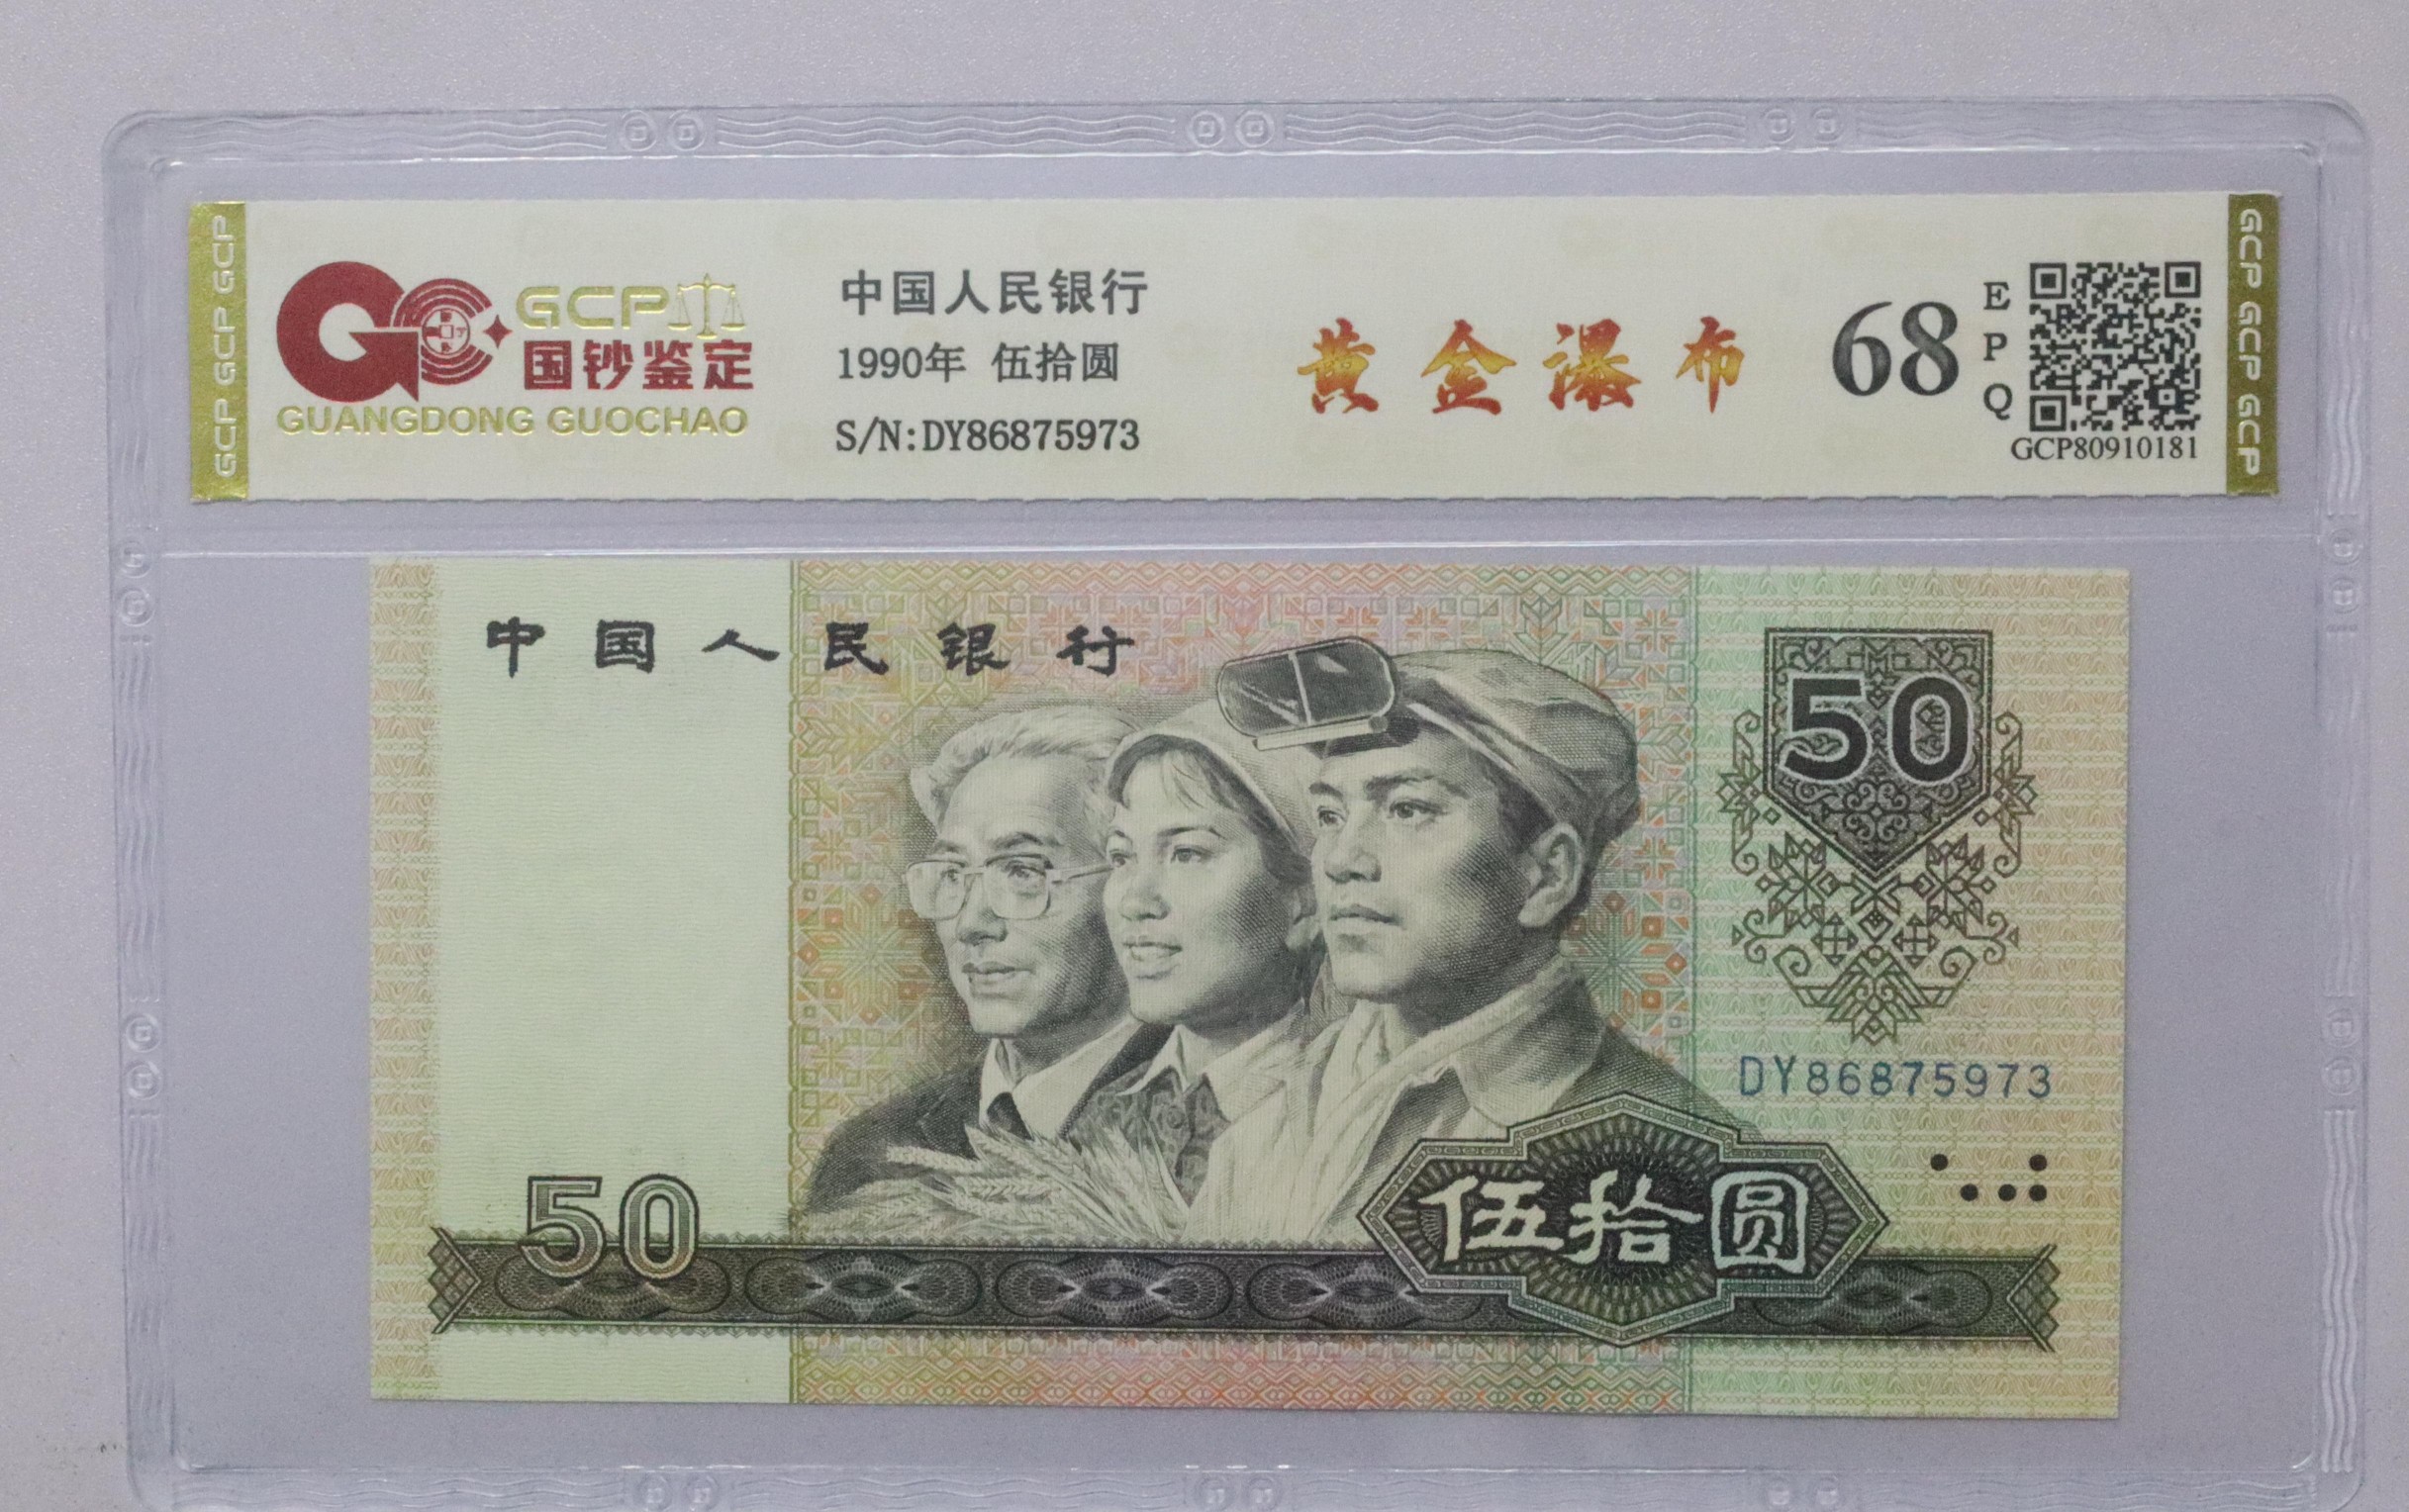 GCP GCP GCP
GCP
国钞鉴定
GUANGDONG GUOCHAO
中国人民银行
1990年 伍拾圆
S/N:DY86875973
黄金瀑布
68
EPQ
GCP80910181
GCP GCP GCP
中国人民银行
50
DY86875973
50
伍拾圆